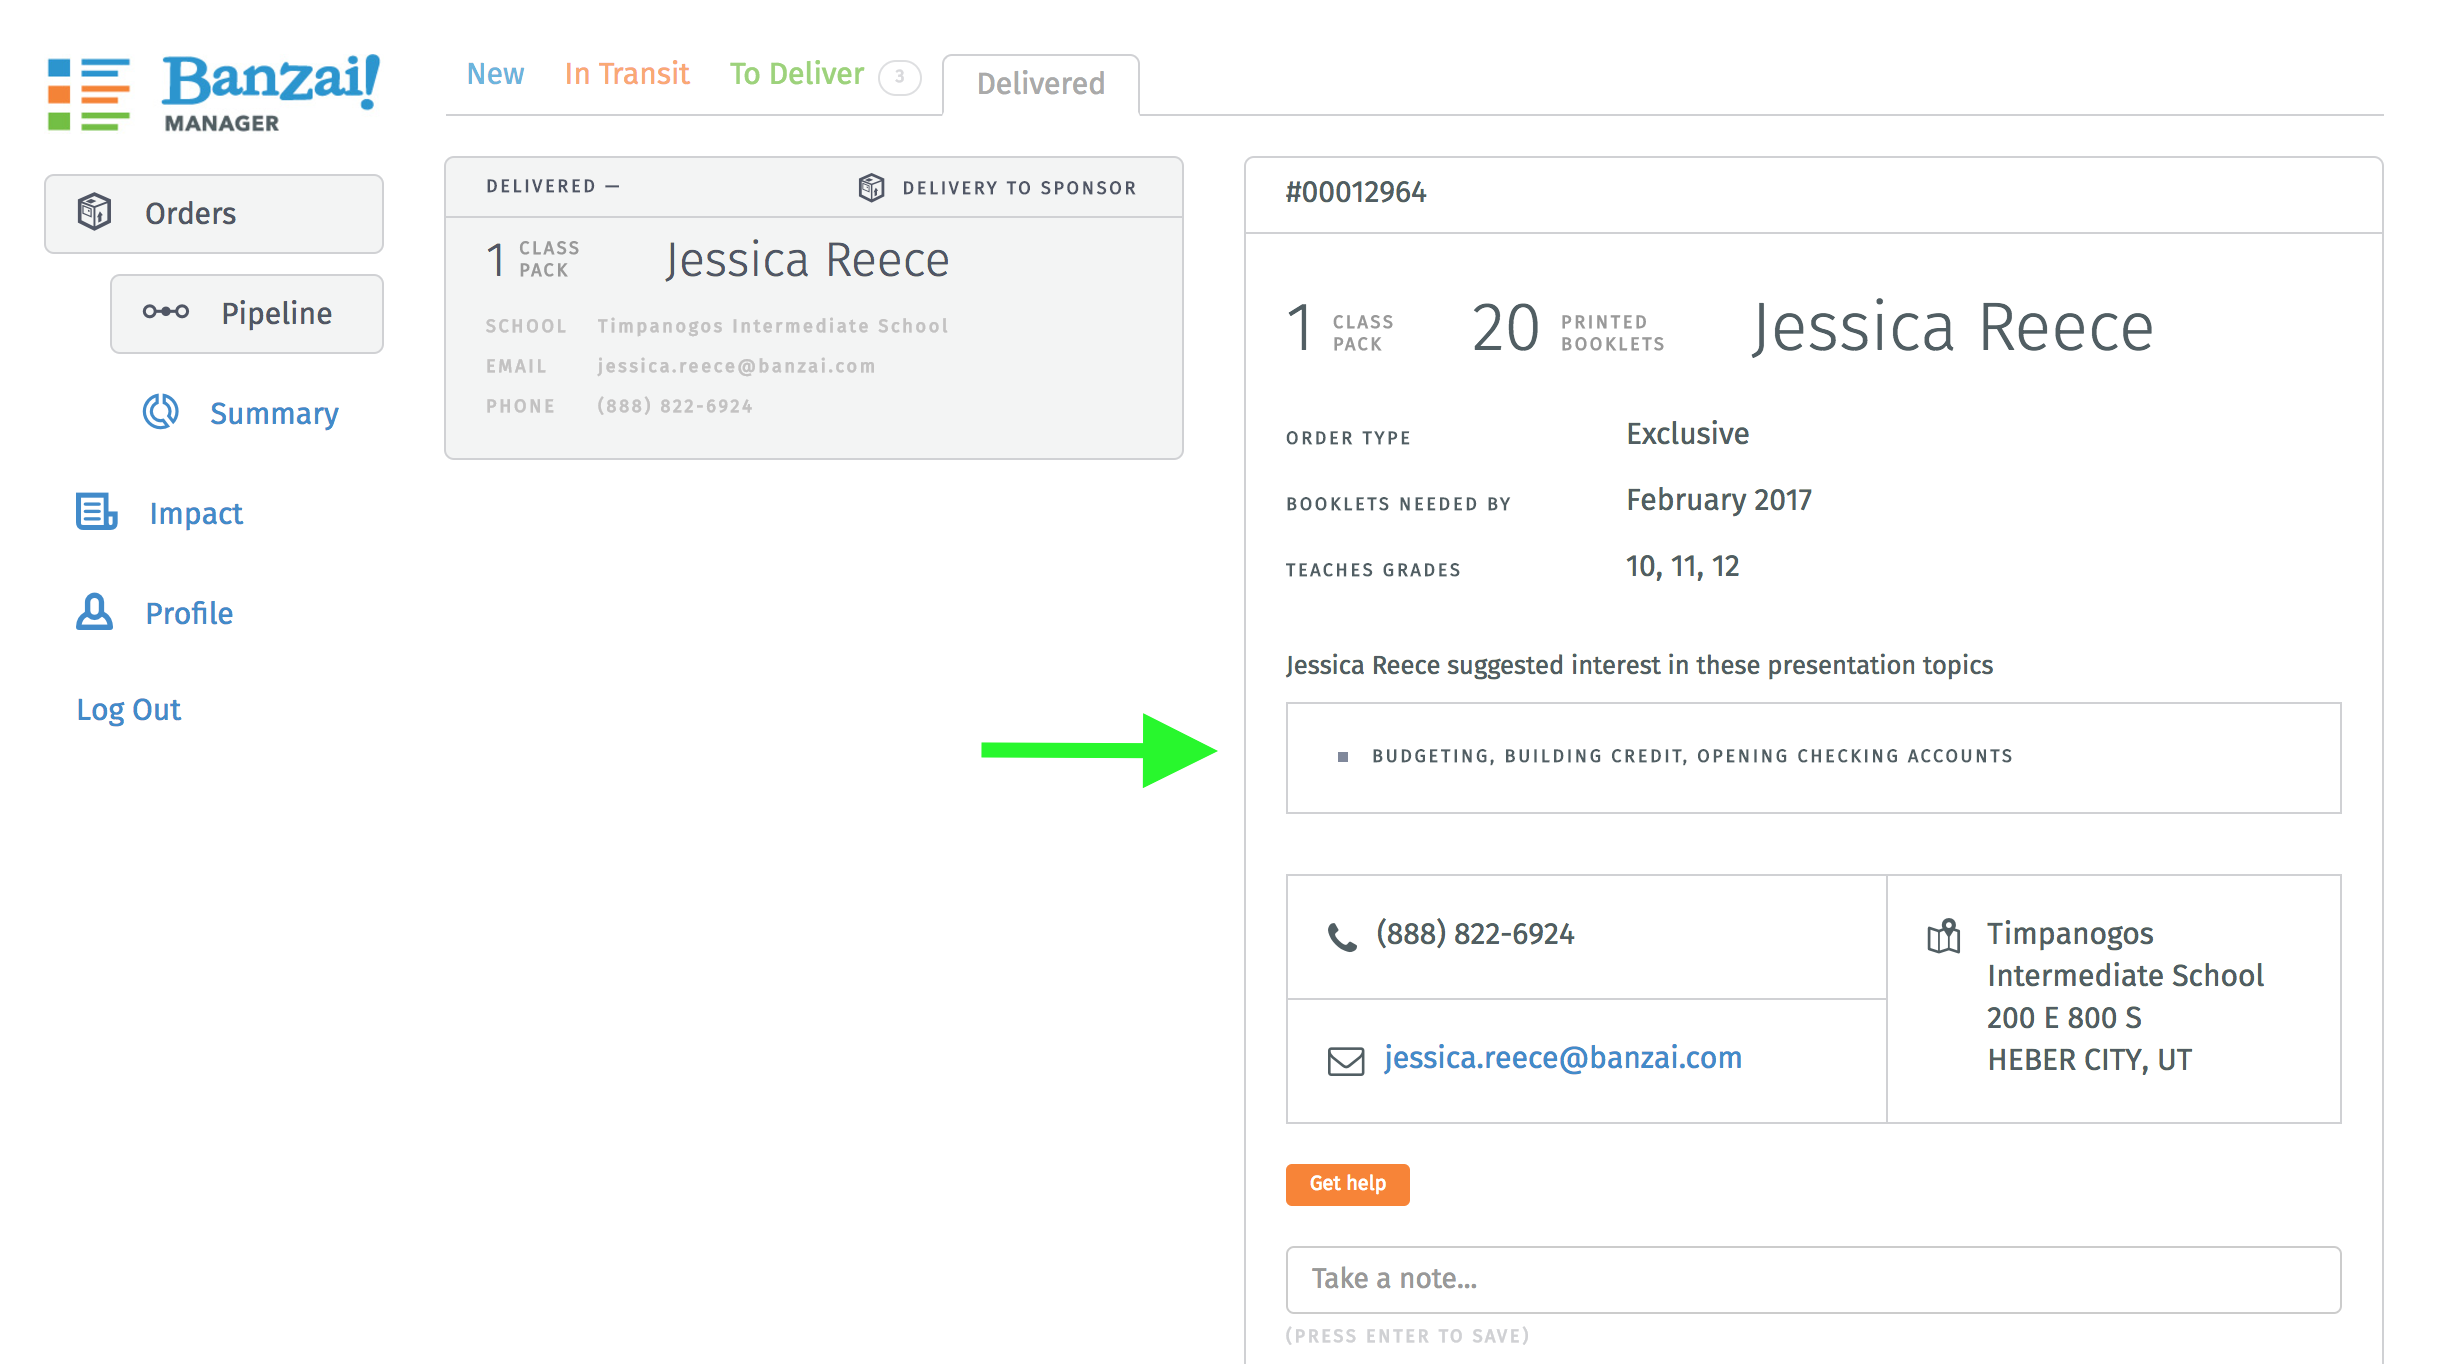 Banzai!
MANAGER
Orders
Pipeline
Summary
Impact
Profile
Log Out
New
In Transit
To Deliver 3
Delivered
DELIVERED —
DELIVERY TO SPONSOR
1 CLASS PACK
Jessica Reece
SCHOOL Timpanogos Intermediate School
EMAIL jessica.reece@banzai.com
PHONE (888) 822-6924
#00012964
1 CLASS PACK
20 PRINTED BOOKLETS
Jessica Reece
ORDER TYPE Exclusive
BOOKLETS NEEDED BY February 2017
TEACHES GRADES 10, 11, 12
Jessica Reece suggested interest in these presentation topics
BUDGETING, BUILDING CREDIT, OPENING CHECKING ACCOUNTS
(888) 822-6924
jessica.reece@banzai.com
Timpanogos
Intermediate School
200 E 800 S
HEBER CITY, UT
Get help
Take a note...
(PRESS ENTER TO SAVE)